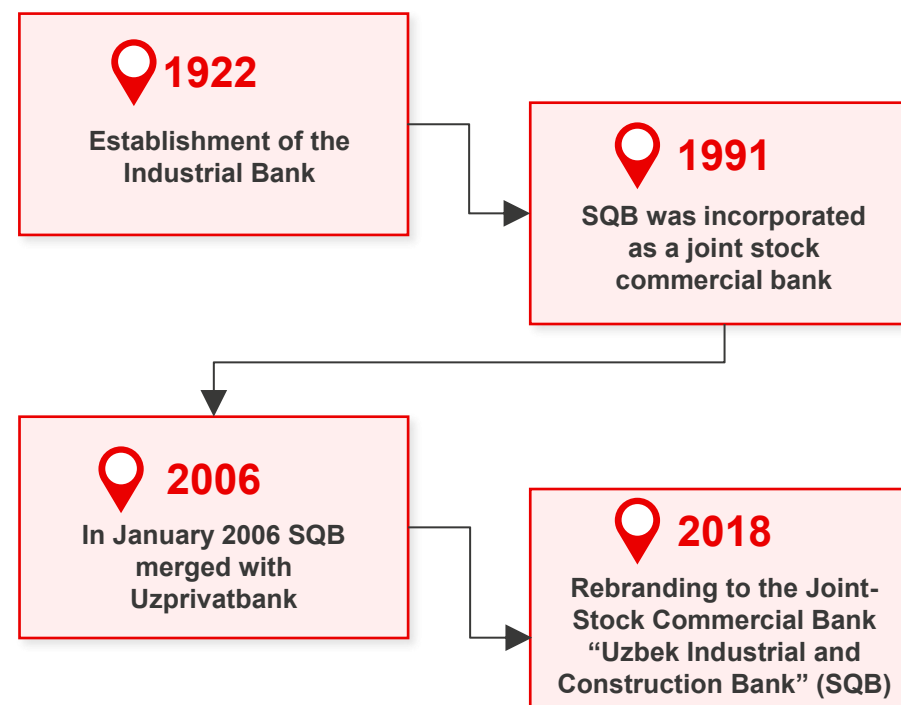 1922
Establishment of the
Industrial Bank
1991
SQB was incorporated
as a joint stock
commercial bank
2006
In January 2006 SQB
merged with
Uzprivatbank
2018
Rebranding to the Joint-
Stock Commercial Bank
“Uzbek Industrial and
Construction Bank” (SQB)